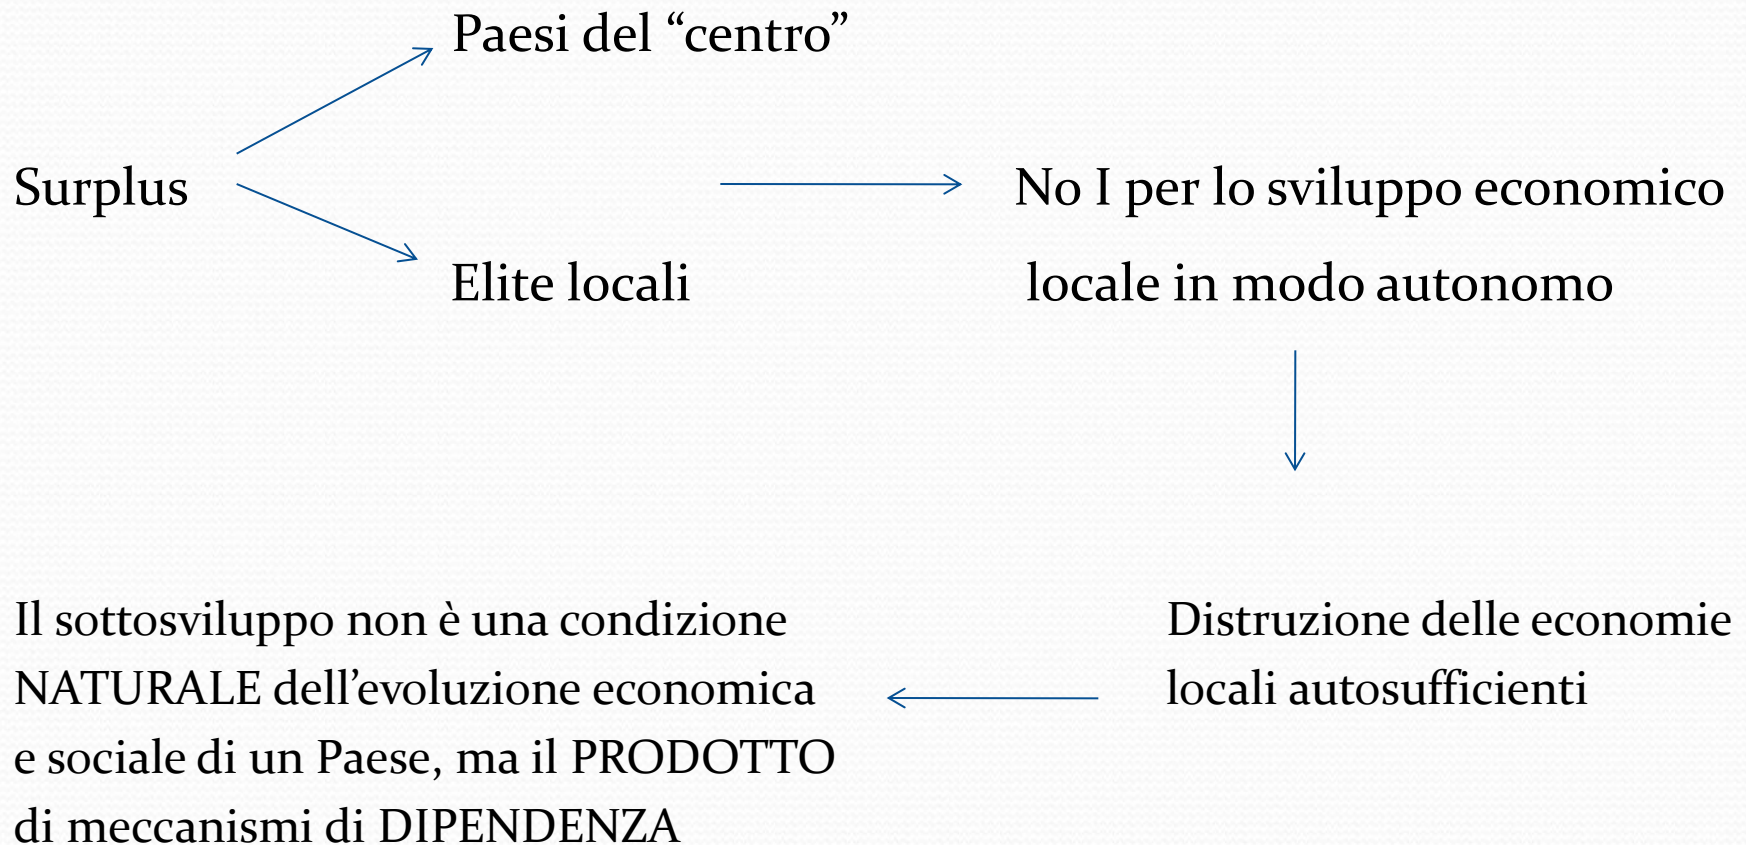 Paesi del “centro”
Surplus
No I per lo sviluppo economico
Elite locali
locale in modo autonomo
Il sottosviluppo non è una condizione
NATURALE dell’evoluzione economica
e sociale di un Paese, ma il PRODOTTO
di meccanismi di DIPENDENZA
Distruzione delle economie
locali autosufficienti